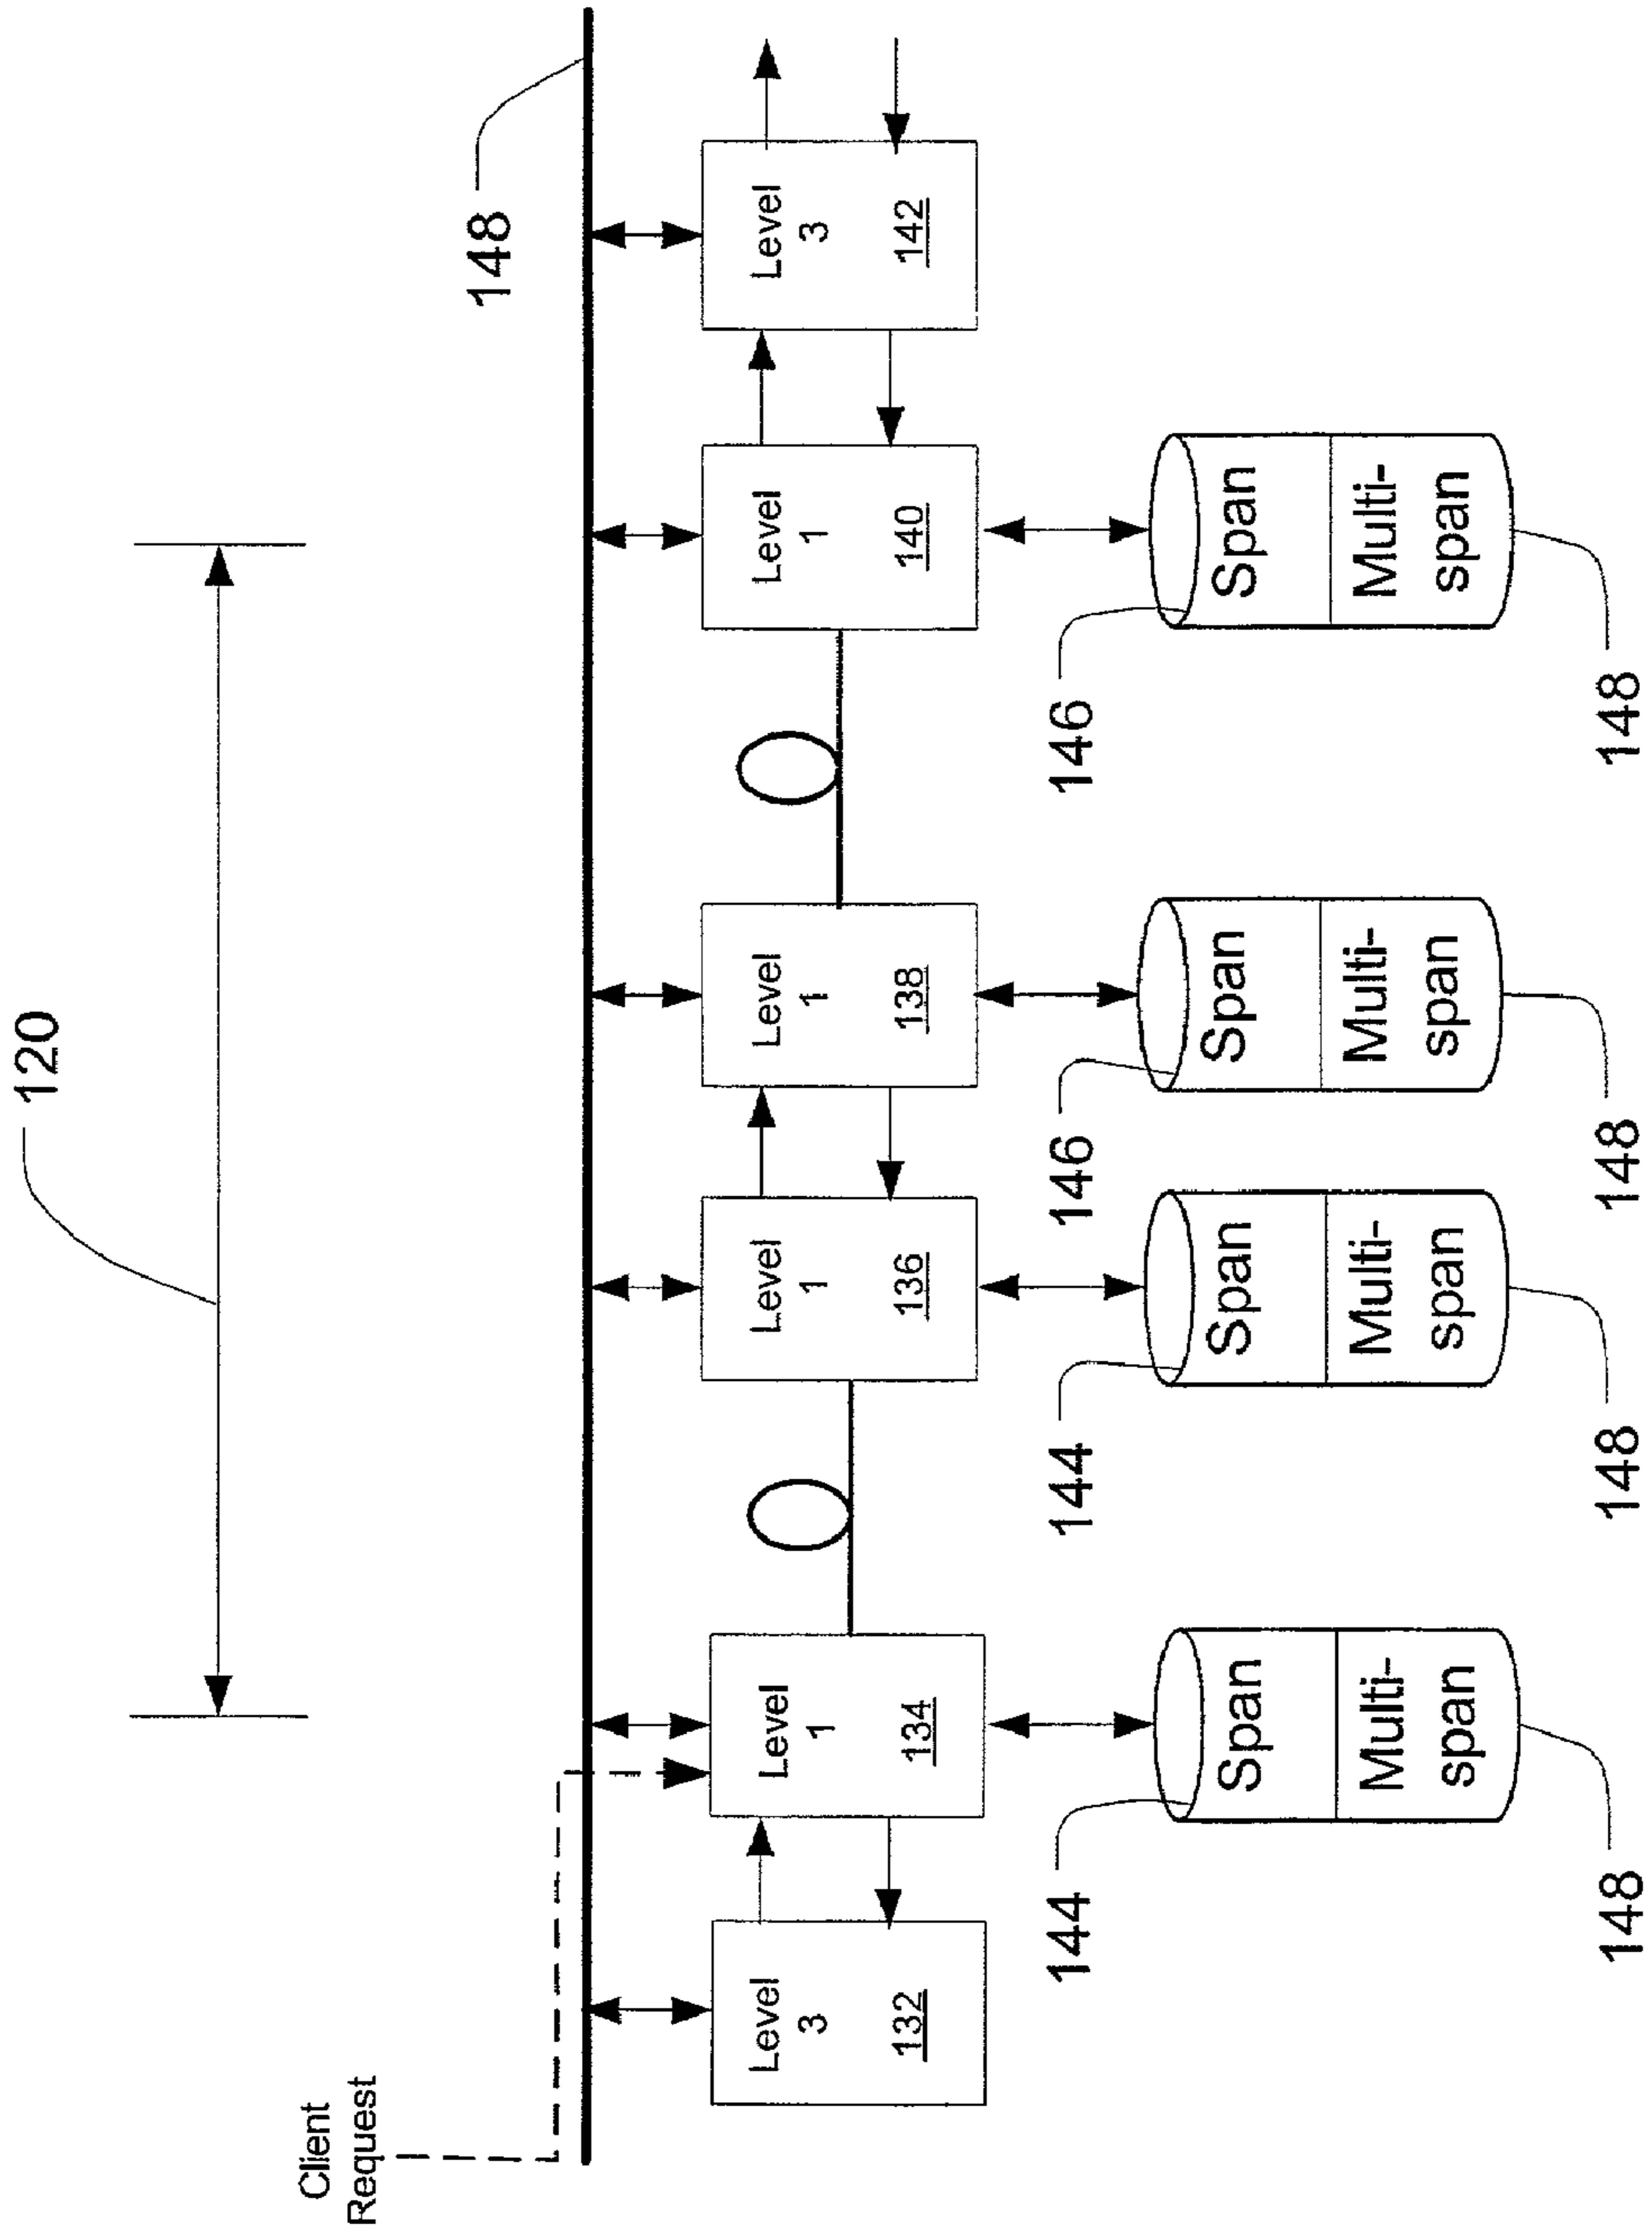 120
Client
Request
148
Level
3
132
Level
1
134
Level
1
136
Level
1
138
Level
1
140
Level
3
142
144
144
146
146
Span
Multi-
span
Span
Multi-
span
Span
Multi-
span
Span
Multi-
span
148
148
148
148